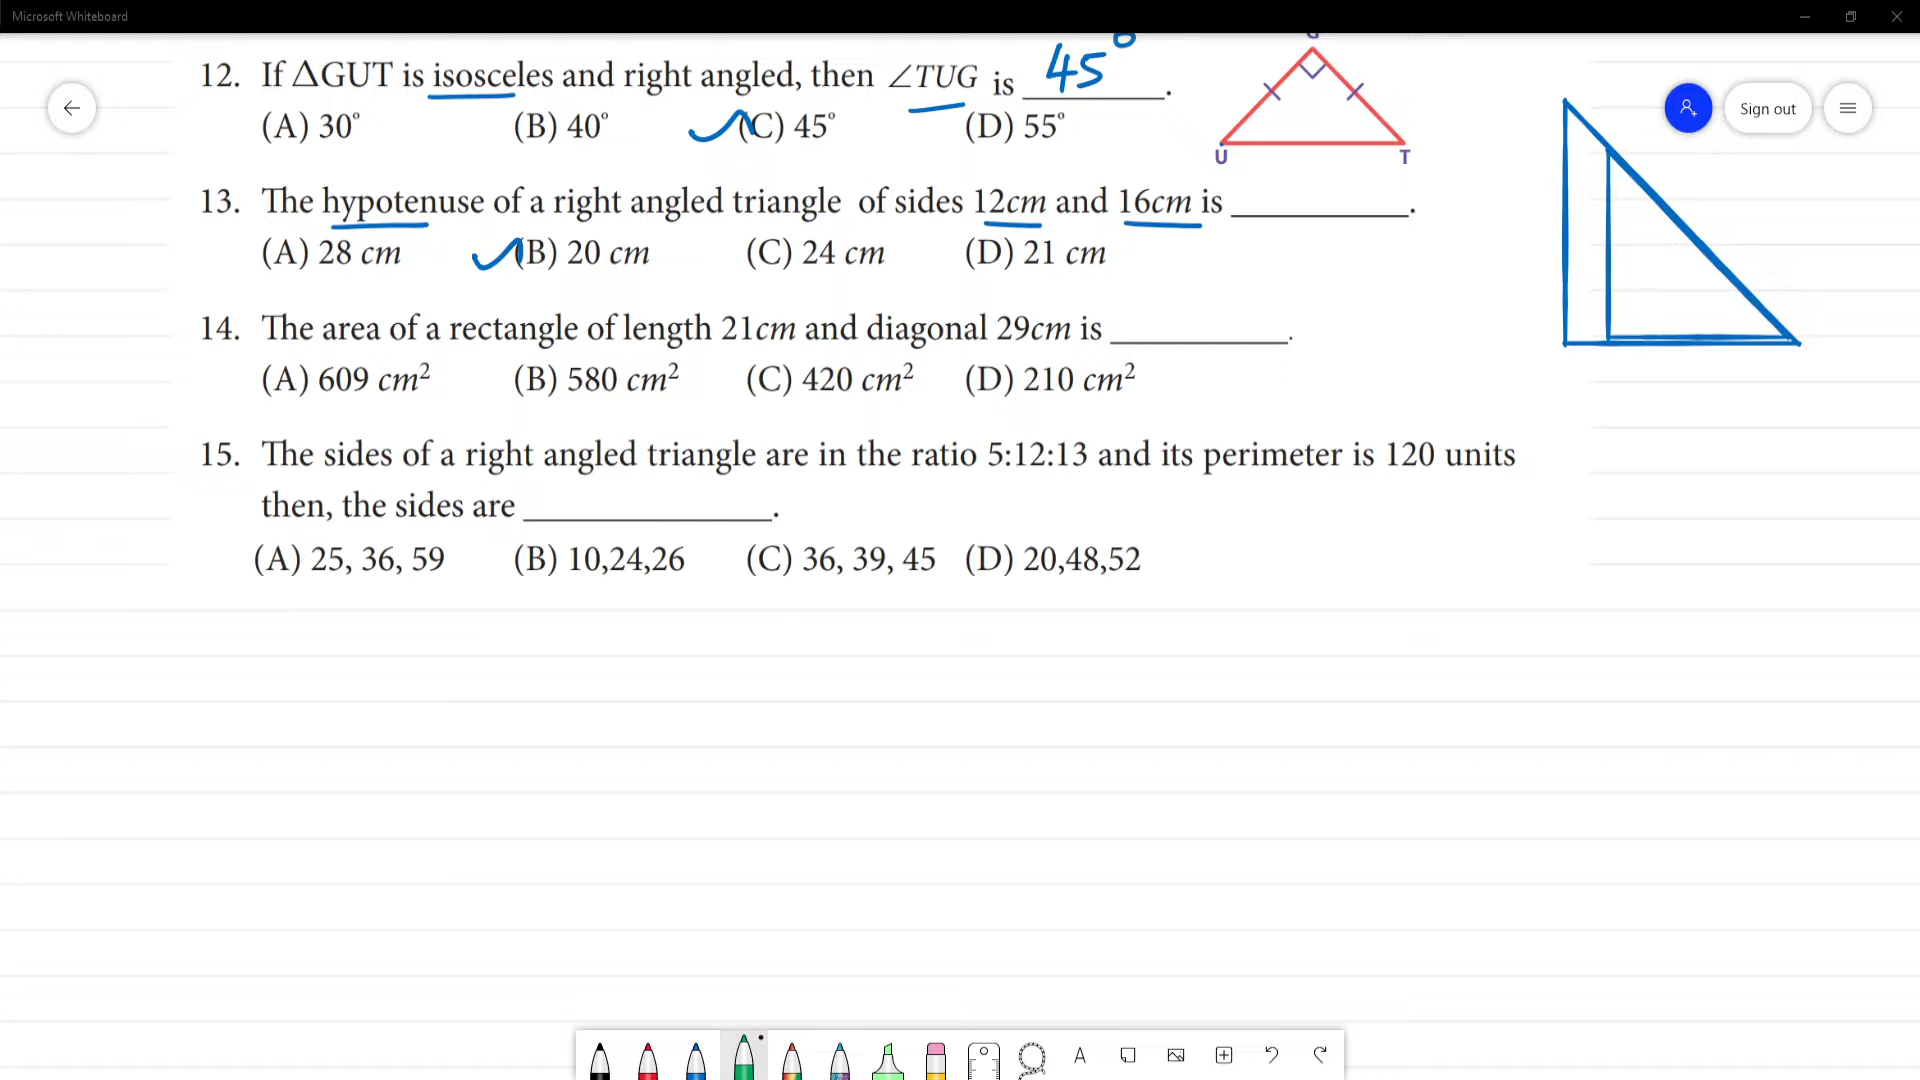 Microsoft Whiteboard
12. If ΔGUT is isosceles and right angled, then ∠TUG is 45° .
(A) 30° (B) 40° (C) 45° (D) 55°
U T
Sign out
13. The hypotenuse of a right angled triangle of sides 12cm and 16cm is ____________.
(A) 28 cm (B) 20 cm (C) 24 cm (D) 21 cm
14. The area of a rectangle of length 21cm and diagonal 29cm is ____________.
(A) 609 cm² (B) 580 cm² (C) 420 cm² (D) 210 cm²
15. The sides of a right angled triangle are in the ratio 5:12:13 and its perimeter is 120 units
then, the sides are ________________.
(A) 25, 36, 59 (B) 10,24,26 (C) 36, 39, 45 (D) 20,48,52
A